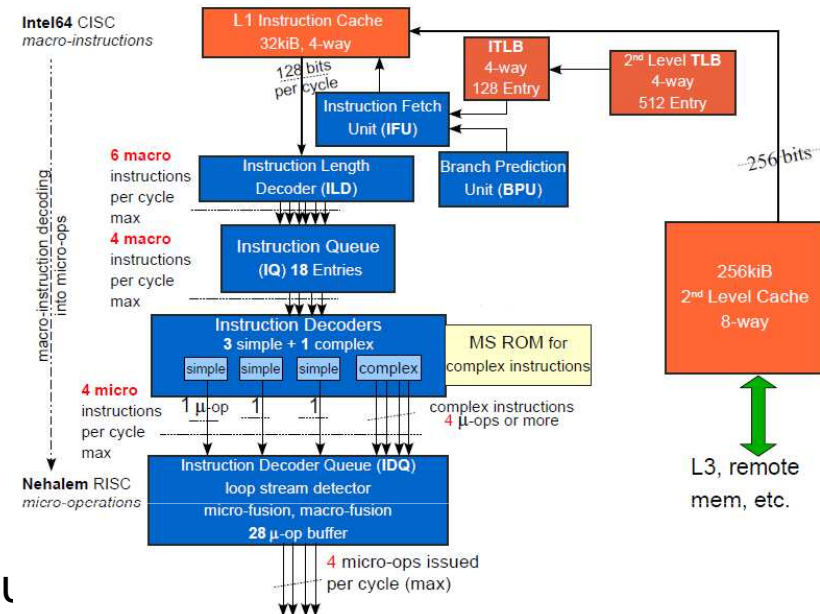 Intel64 CISC
macro-instructions
L1 Instruction Cache
32kiB, 4-way
128 bits
per cycle
ITLB
4-way
128 Entry
2nd Level TLB
4-way
512 Entry
Instruction Fetch
Unit (IFU)
Branch Prediction
Unit (BPU)
256 bits
6 macro
instructions
per cycle
max
Instruction Length
Decoder (ILD)
macro-instruction decoding
into micro-ops
4 macro
instructions
per cycle
max
Instruction Queue
(IQ) 18 Entries
256kiB
2nd Level Cache
8-way
Instruction Decoders
3 simple + 1 complex
simple
simple
simple
complex
MS ROM for
complex instructions
4 micro
instructions
per cycle
max
1 μ-op
1
1
complex instructions
4 μ-ops or more
L3, remote
mem, etc.
Nehalem RISC
micro-operations
Instruction Decoder Queue (IDQ)
loop stream detector
micro-fusion, macro-fusion
28 μ-op buffer
4 micro-ops issued
per cycle (max)